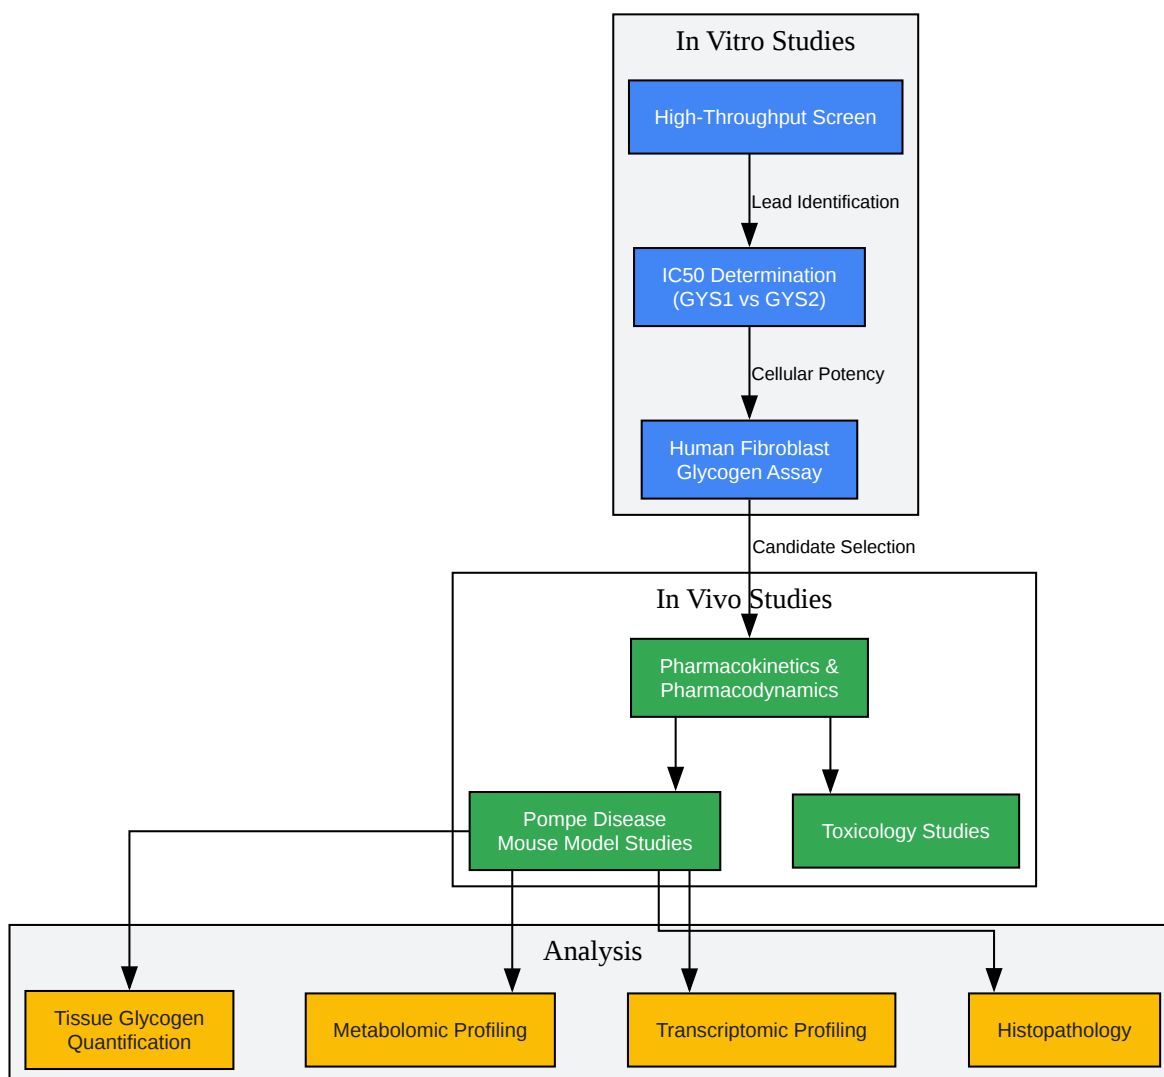 In Vitro Studies
High-Throughput Screen
Lead Identification
IC50 Determination
(GYS1 vs GYS2)
Cellular Potency
Human Fibroblast
Glycogen Assay
Candidate Selection
In Vivo Studies
Pharmacokinetics &
Pharmacodynamics
Pompe Disease
Mouse Model Studies
Toxicology Studies
Analysis
Tissue Glycogen
Quantification
Metabolomic Profiling
Transcriptomic Profiling
Histopathology